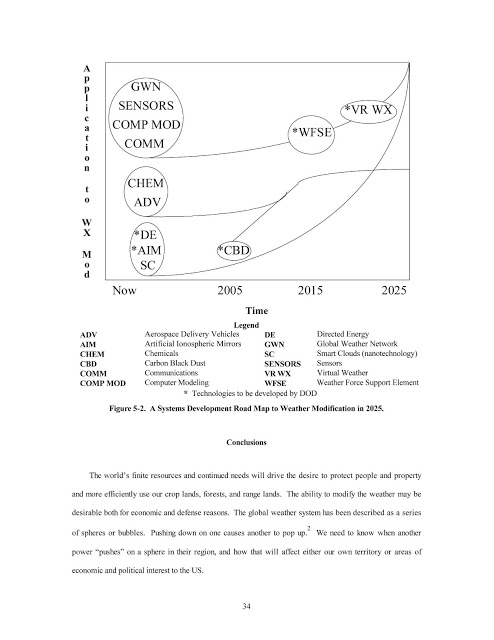 Application to WX Mod
GWN
SENSORS
COMP MOD
COMM
*VR WX
*WFSE
CHEM
ADV
*DE
*AIM
SC
*CBD
Now 2005 2015 2025
Time
Legend
ADV Aerospace Delivery Vehicles DE Directed Energy
AIM Artificial Ionospheric Mirrors GWN Global Weather Network
CHEM Chemicals SC Smart Clouds (nanotechnology)
CBD Carbon Black Dust SENSORS Sensors
COMM Communications VR WX Virtual Weather
COMP MOD Computer Modeling WFSE Weather Force Support Element
* Technologies to be developed by DOD
Figure 5-2. A Systems Development Road Map to Weather Modification in 2025.
Conclusions
The world's finite resources and continued needs will drive the desire to protect people and property
and more efficiently use our crop lands, forests, and range lands. The ability to modify the weather may be
desirable both for economic and defense reasons. The global weather system has been described as a series
of spheres or bubbles. Pushing down on one causes another to pop up.2 We need to know when another
power “pushes” on a sphere in their region, and how that will affect either our own territory or areas of
economic and political interest to the US.
34